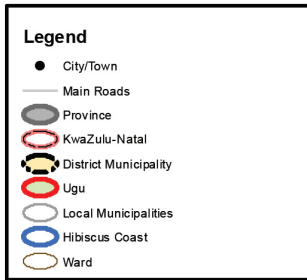 Legend
City/Town
Main Roads
Province
KwaZulu-Natal
District Municipality
Ugu
Local Municipalities
Hibiscus Coast
Ward